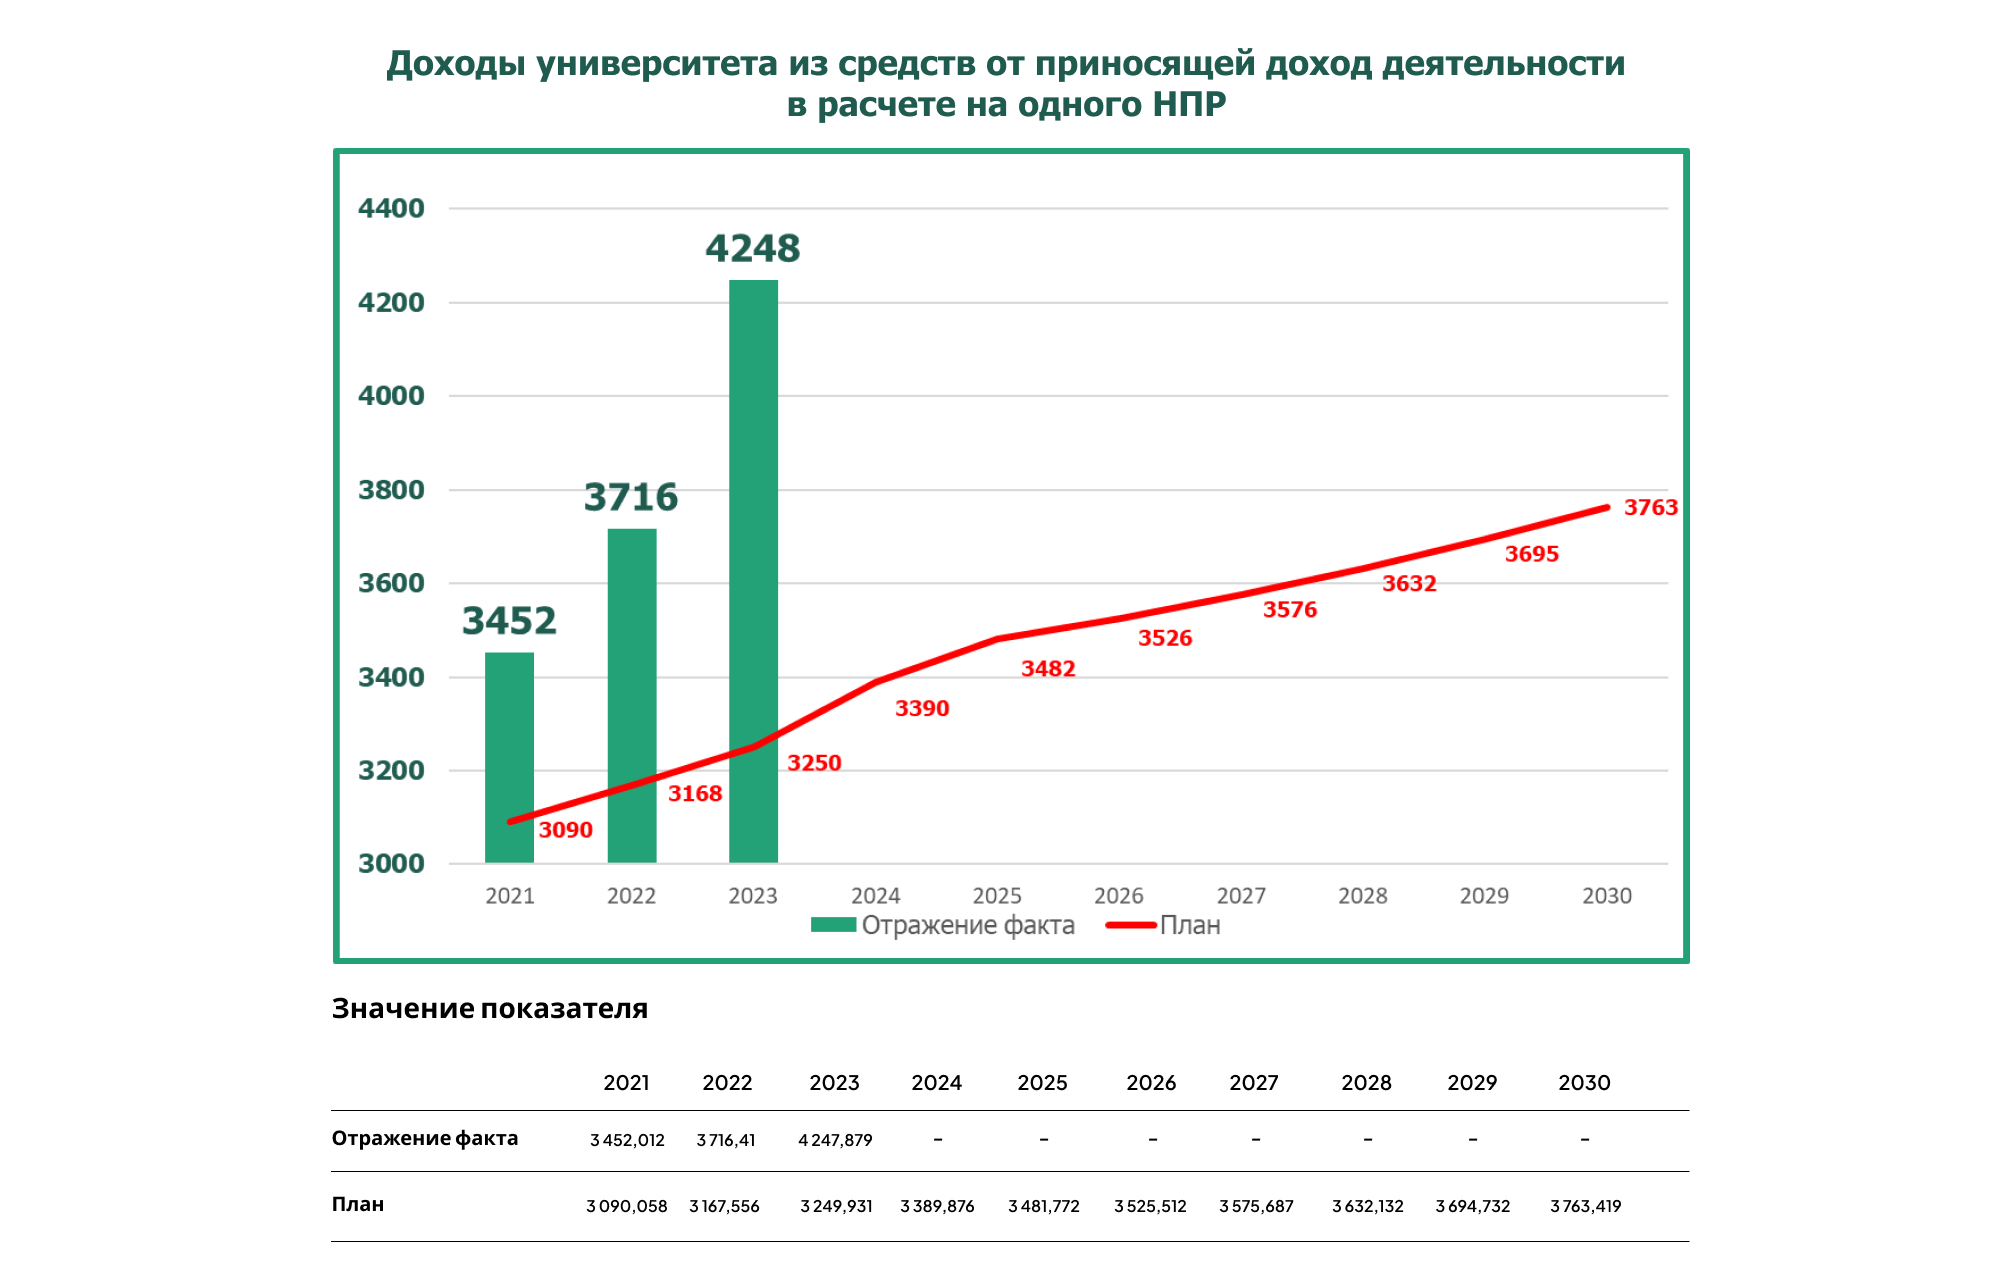 Доходы университета из средств от приносящей доход деятельности
в расчете на одного НПР
4400
4248
4200
4000
3800
3716
3763
3695
3600
3632
3576
3452
3526
3482
3400
3390
3200
3250
3168
3090
3000
2021 2022 2023 2024 2025 2026 2027 2028 2029 2030
Отражение факта План
Значение показателя
2021 2022 2023 2024 2025 2026 2027 2028 2029 2030
Отражение факта 3 452,012 3 716,41 4 247,879 – – – – – – –
План 3 090,058 3 167,556 3 249,931 3 389,876 3 481,772 3 525,512 3 575,687 3 632,132 3 694,732 3 763,419